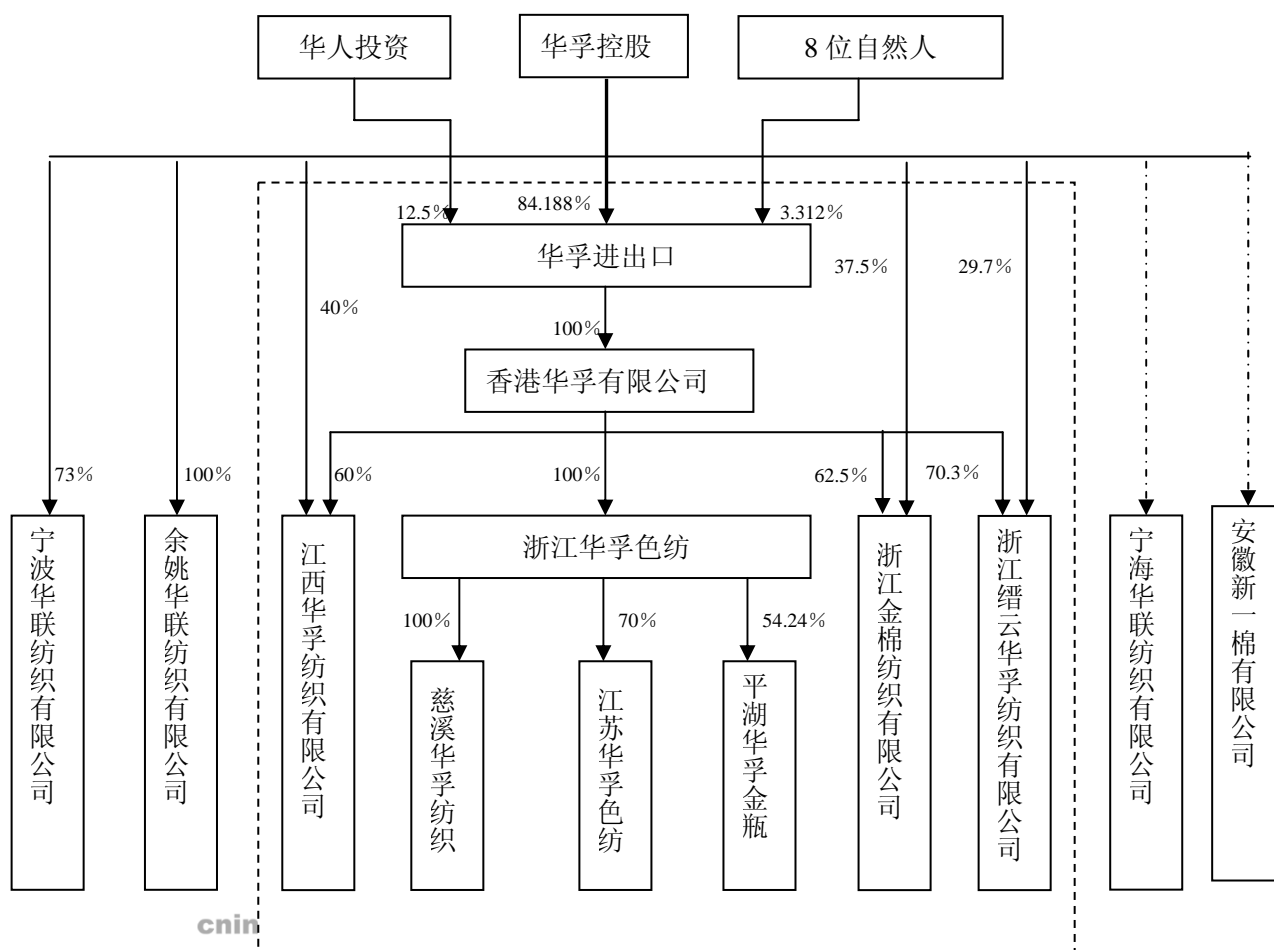 华人投资
华孚控股
8 位自然人
12.5%
84.188%
3.312%
华孚进出口
37.5%
29.7%
40%
100%
香港华孚有限公司
73%
100%
60%
100%
62.5%
70.3%
宁波华联纺织有限公司
余姚华联纺织有限公司
江西华孚纺织有限公司
浙江华孚色纺
浙江金棉纺织有限公司
浙江缙云华孚纺织有限公司
宁海华联纺织有限公司
安徽新一棉有限公司
100%
70%
54.24%
慈溪华孚纺织
江苏华孚色纺
平湖华孚金瓶
cnin